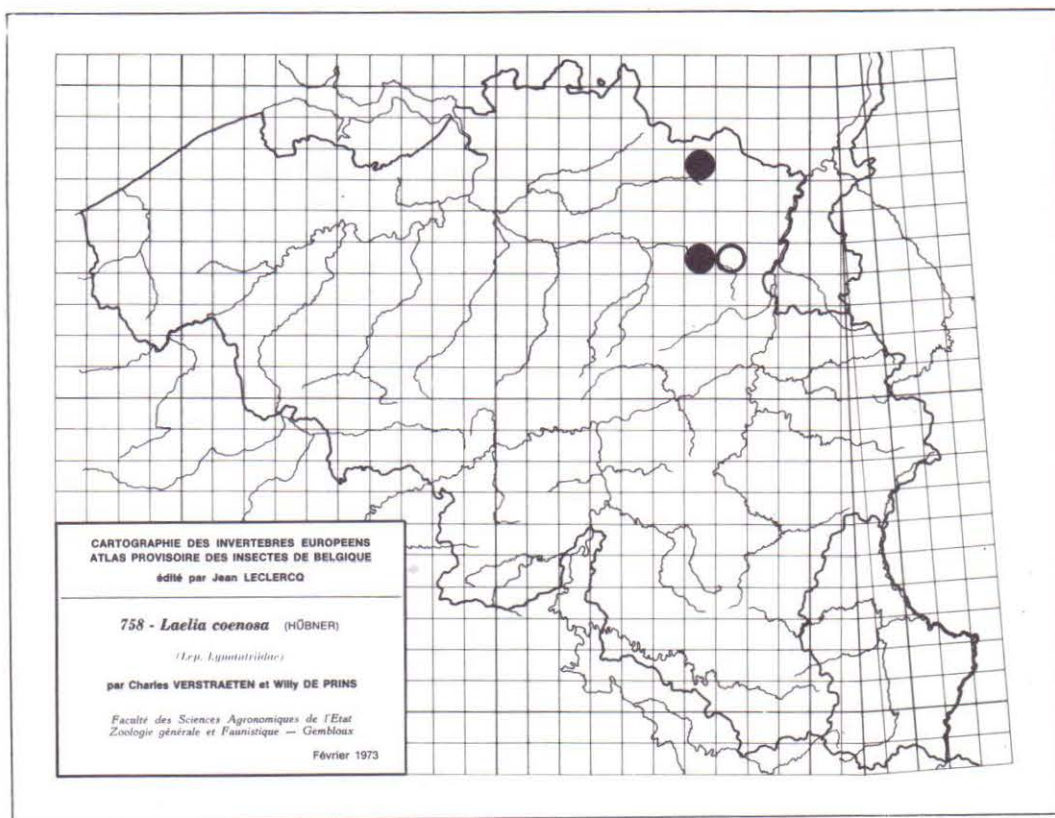 CARTOGRAPHIE DES INVERTEBRES EUROPEENS
ATLAS PROVISOIRE DES INSECTES DE BELGIQUE
édité par Jean LECLERCQ
758 - Laelia coenosa (HÜBNER)
(Lep. Lymantriidae)
par Charles VERSTRAETEN et Willy DE PRINS
Faculté des Sciences Agronomiques de l'Etat
Zoologie générale et Faunistique — Gembloux
Février 1973